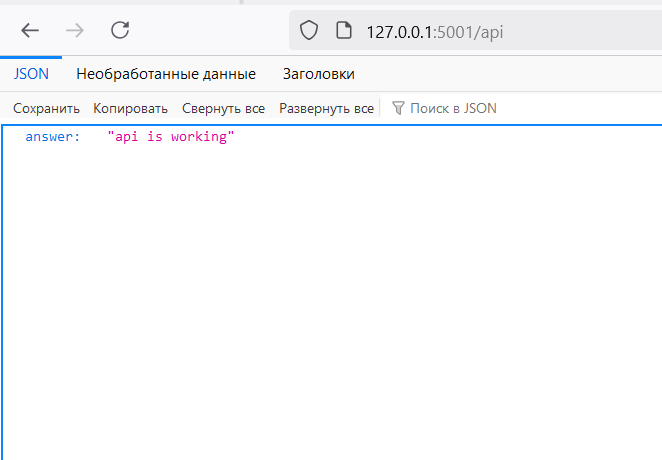 127.0.0.1:5001/api
JSON Необработанные данные Заголовки
Сохранить Копировать Свернуть все Развернуть все Поиск в JSON
answer: "api is working"